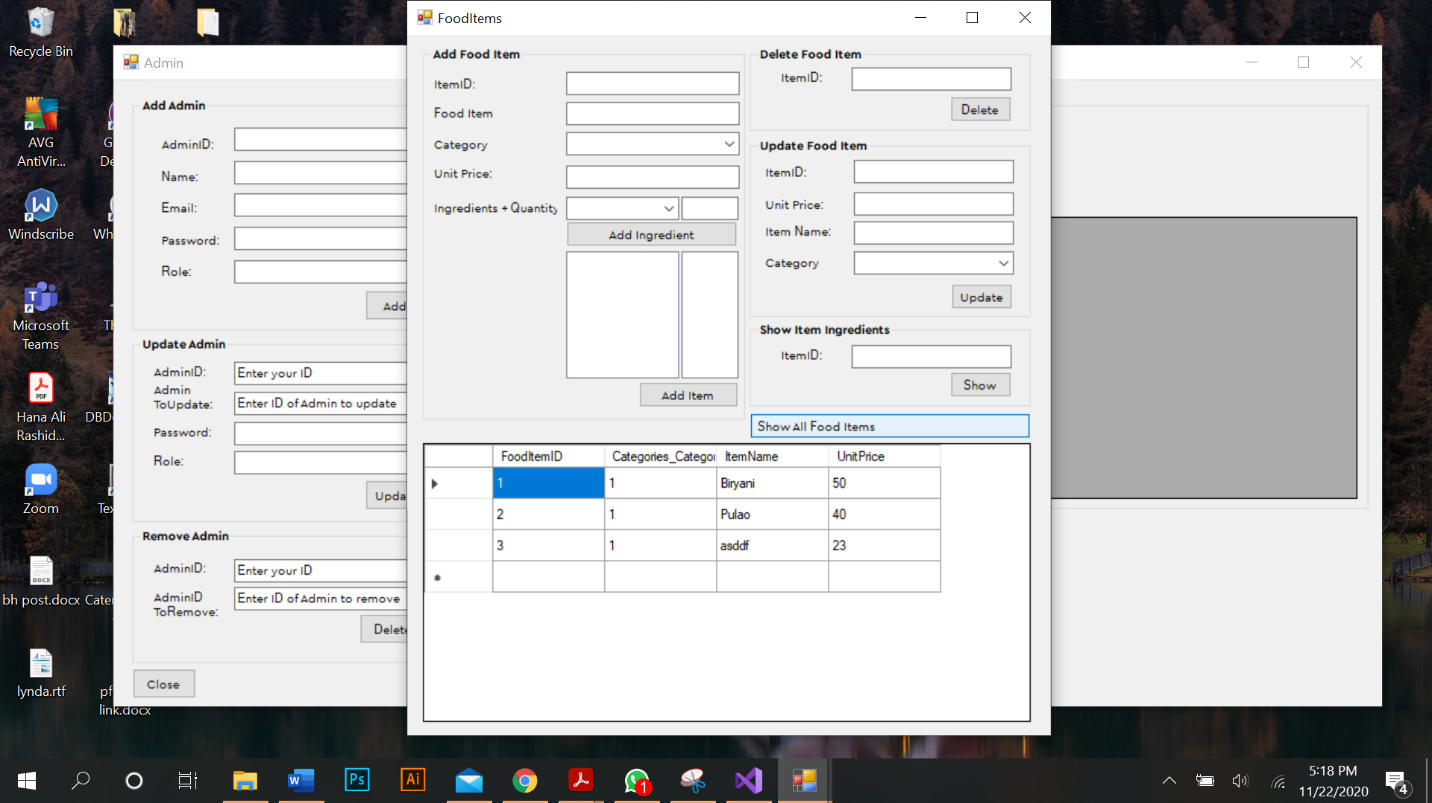 Recycle Bin
AVG
AntiVir...
Windscribe
Microsoft
Teams
Hana Ali
Rashid...
Zoom
bh post.docx
lynda.rtf
link.docx
Admin
Add Admin
AdminID:
Name:
Email:
Password:
Role:
Add
Update Admin
AdminID:
Enter your ID
Admin
ToUpdate:
Enter ID of Admin to update
Password:
Role:
Remove Admin
AdminID:
Enter your ID
AdminID
ToRemove:
Enter ID of Admin to remove
Close
FoodItems
Add Food Item
ItemID:
Food Item
Category
Unit Price:
Ingredients + Quantity
Add Ingredient
Add Item
Delete Food Item
ItemID:
Delete
Update Food Item
ItemID:
Unit Price:
Item Name:
Category
Update
Show Item Ingredients
ItemID:
Show
Show All Food Items
FoodItemID Categories_Categor ItemName UnitPrice
1 1 Biryani 50
2 1 Pulao 40
3 1 asddf 23
W
Ps
Ai
1
5:18 PM
11/22/2020
4